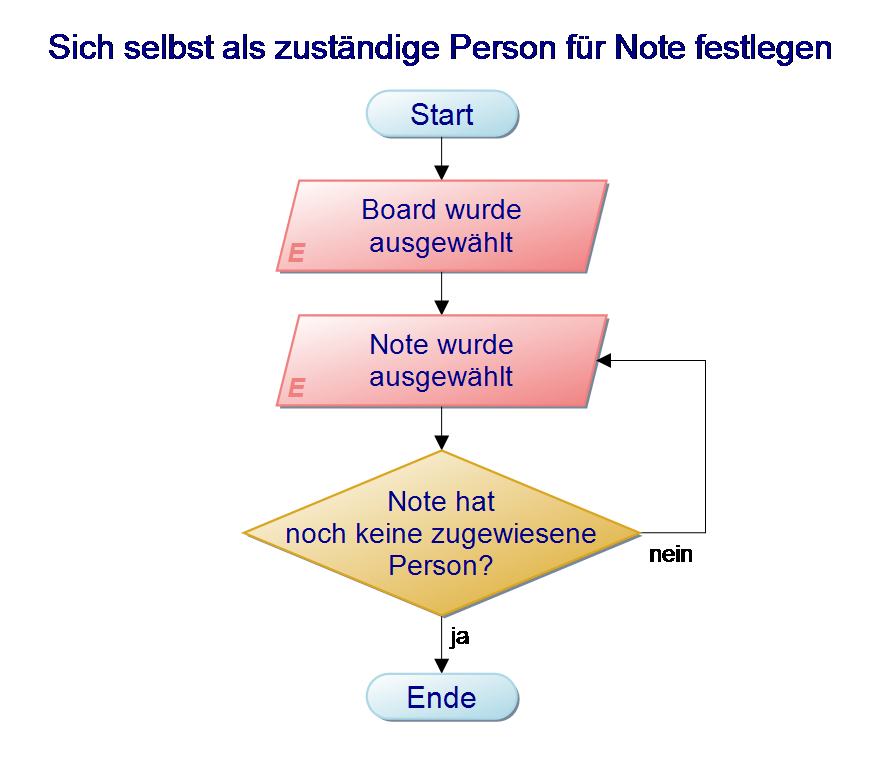 Sich selbst als zuständige Person für Note festlegen
Start
Board wurde
ausgewählt
E
Note wurde
ausgewählt
E
Note hat
noch keine zugewiesene
Person?
nein
ja
Ende